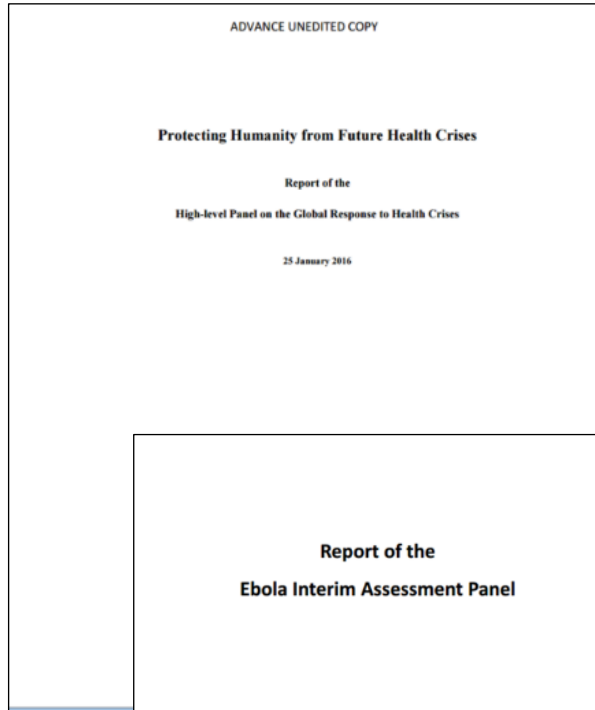 ADVANCE UNEDITED COPY
Protecting Humanity from Future Health Crises
Report of the
High-level Panel on the Global Response to Health Crises
25 January 2016
Report of the
Ebola Interim Assessment Panel